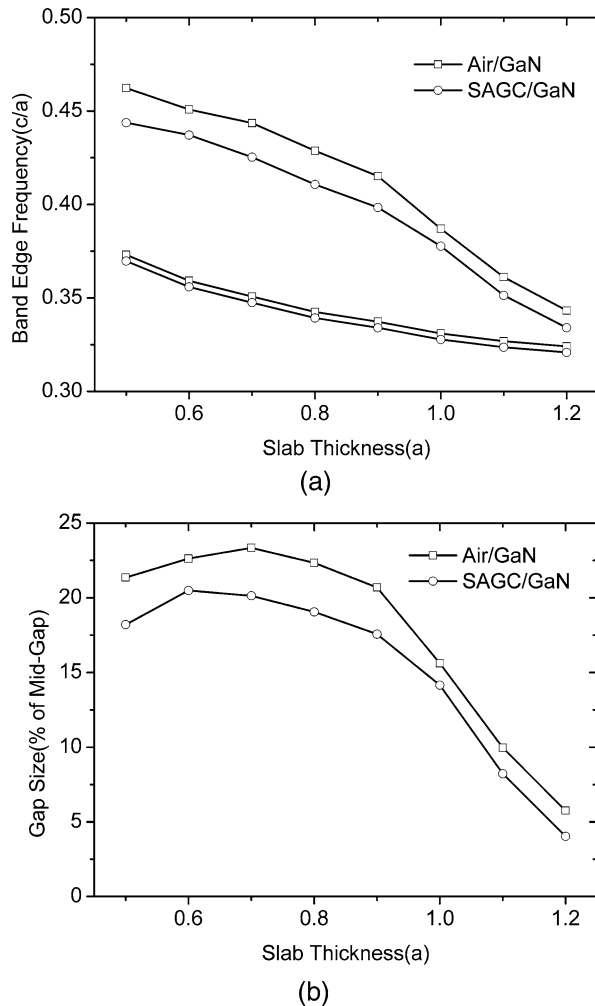 0.50
0.45
0.40
0.35
0.30
Band Edge Frequency(c/a)
Air/GaN
SAGC/GaN
0.6 0.8 1.0 1.2
Slab Thickness(a)
(a)
25
20
15
10
5
0
Gap Size(% of Mid-Gap)
Air/GaN
SAGC/GaN
0.6 0.8 1.0 1.2
Slab Thickness(a)
(b)